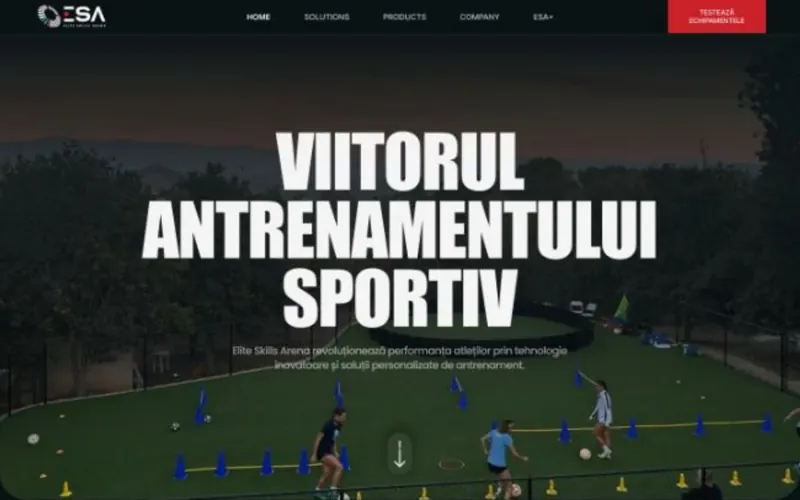 ESA
HOME
SOLUTIONS
PRODUCTS
COMPANY
ESA+
TESTEAZĂ
ECHIPAMENTELE
VIITORUL
ANTRENAMENTULUI
SPORTIV
Elite Skills Arena revoluționează performanța atleților prin tehnologie
inovatoare și soluții personalizate de antrenament.